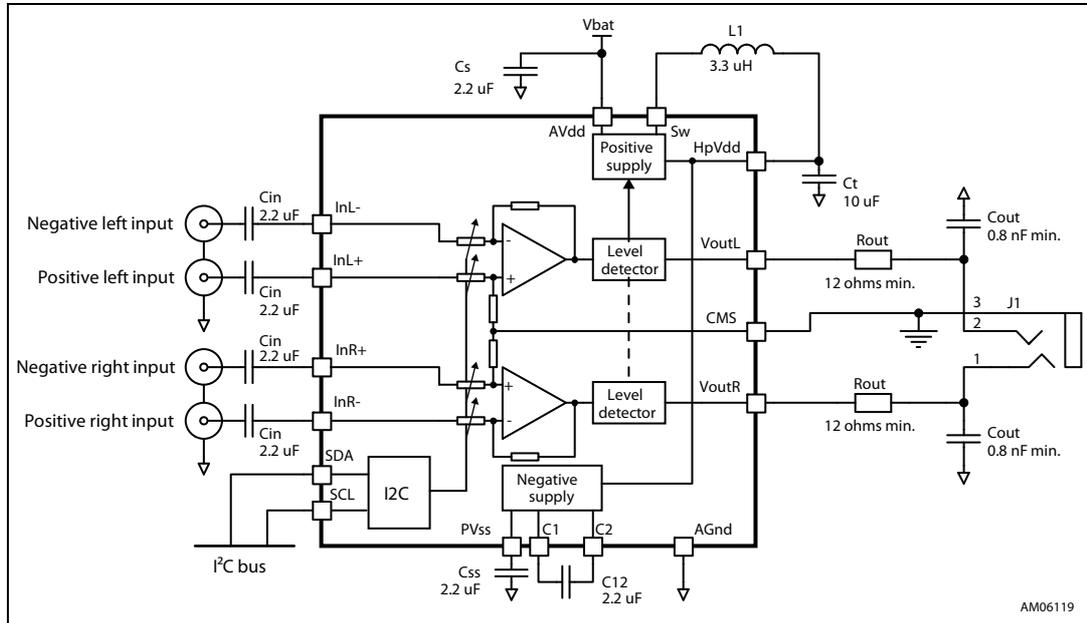 Vbat
L1
Cs
2.2 uF
3.3 uH
AVdd
Sw
Positive
supply
HpVdd
Ct
10 uF
Negative left input
Cin
2.2 uF
InL-
-
Cout
0.8 nF min.
Level
detector
VoutL
Rout
12 ohms min.
Positive left input
Cin
2.2 uF
InL+
+
CMS
3
J1
2
Negative right input
Cin
2.2 uF
InR+
+
1
Positive right input
Cin
2.2 uF
InR-
-
Level
detector
VoutR
Rout
12 ohms min.
Cout
0.8 nF min.
SDA
SCL
I2C
I²C bus
Negative
supply
PVss
C1
C2
AGnd
Css
2.2 uF
C12
2.2 uF
AM06119